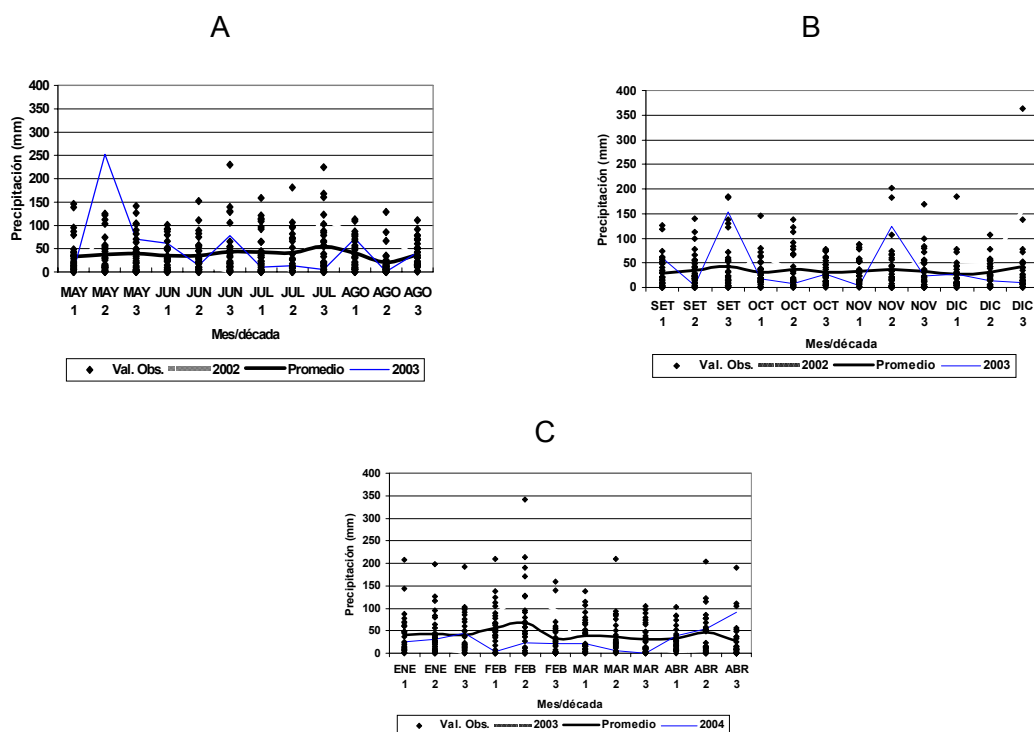 A
Precipitación (mm)
400
350
300
250
200
150
100
50
0
MAY MAY MAY JUN JUN JUN JUL JUL JUL AGO AGO AGO
1 2 3 1 2 3 1 2 3 1 2 3
Mes/década
Val. Obs. 2002 Promedio 2003
B
Precipitación (mm)
400
350
300
250
200
150
100
50
0
SET SET SET OCT OCT OCT NOV NOV NOV DIC DIC DIC
1 2 3 1 2 3 1 2 3 1 2 3
Mes/década
Val. Obs. 2002 Promedio 2003
C
Precipitación (mm)
400
350
300
250
200
150
100
50
0
ENE ENE ENE FEB FEB FEB MAR MAR MAR ABR ABR ABR
1 2 3 1 2 3 1 2 3 1 2 3
Mes/década
Val. Obs. 2003 Promedio 2004